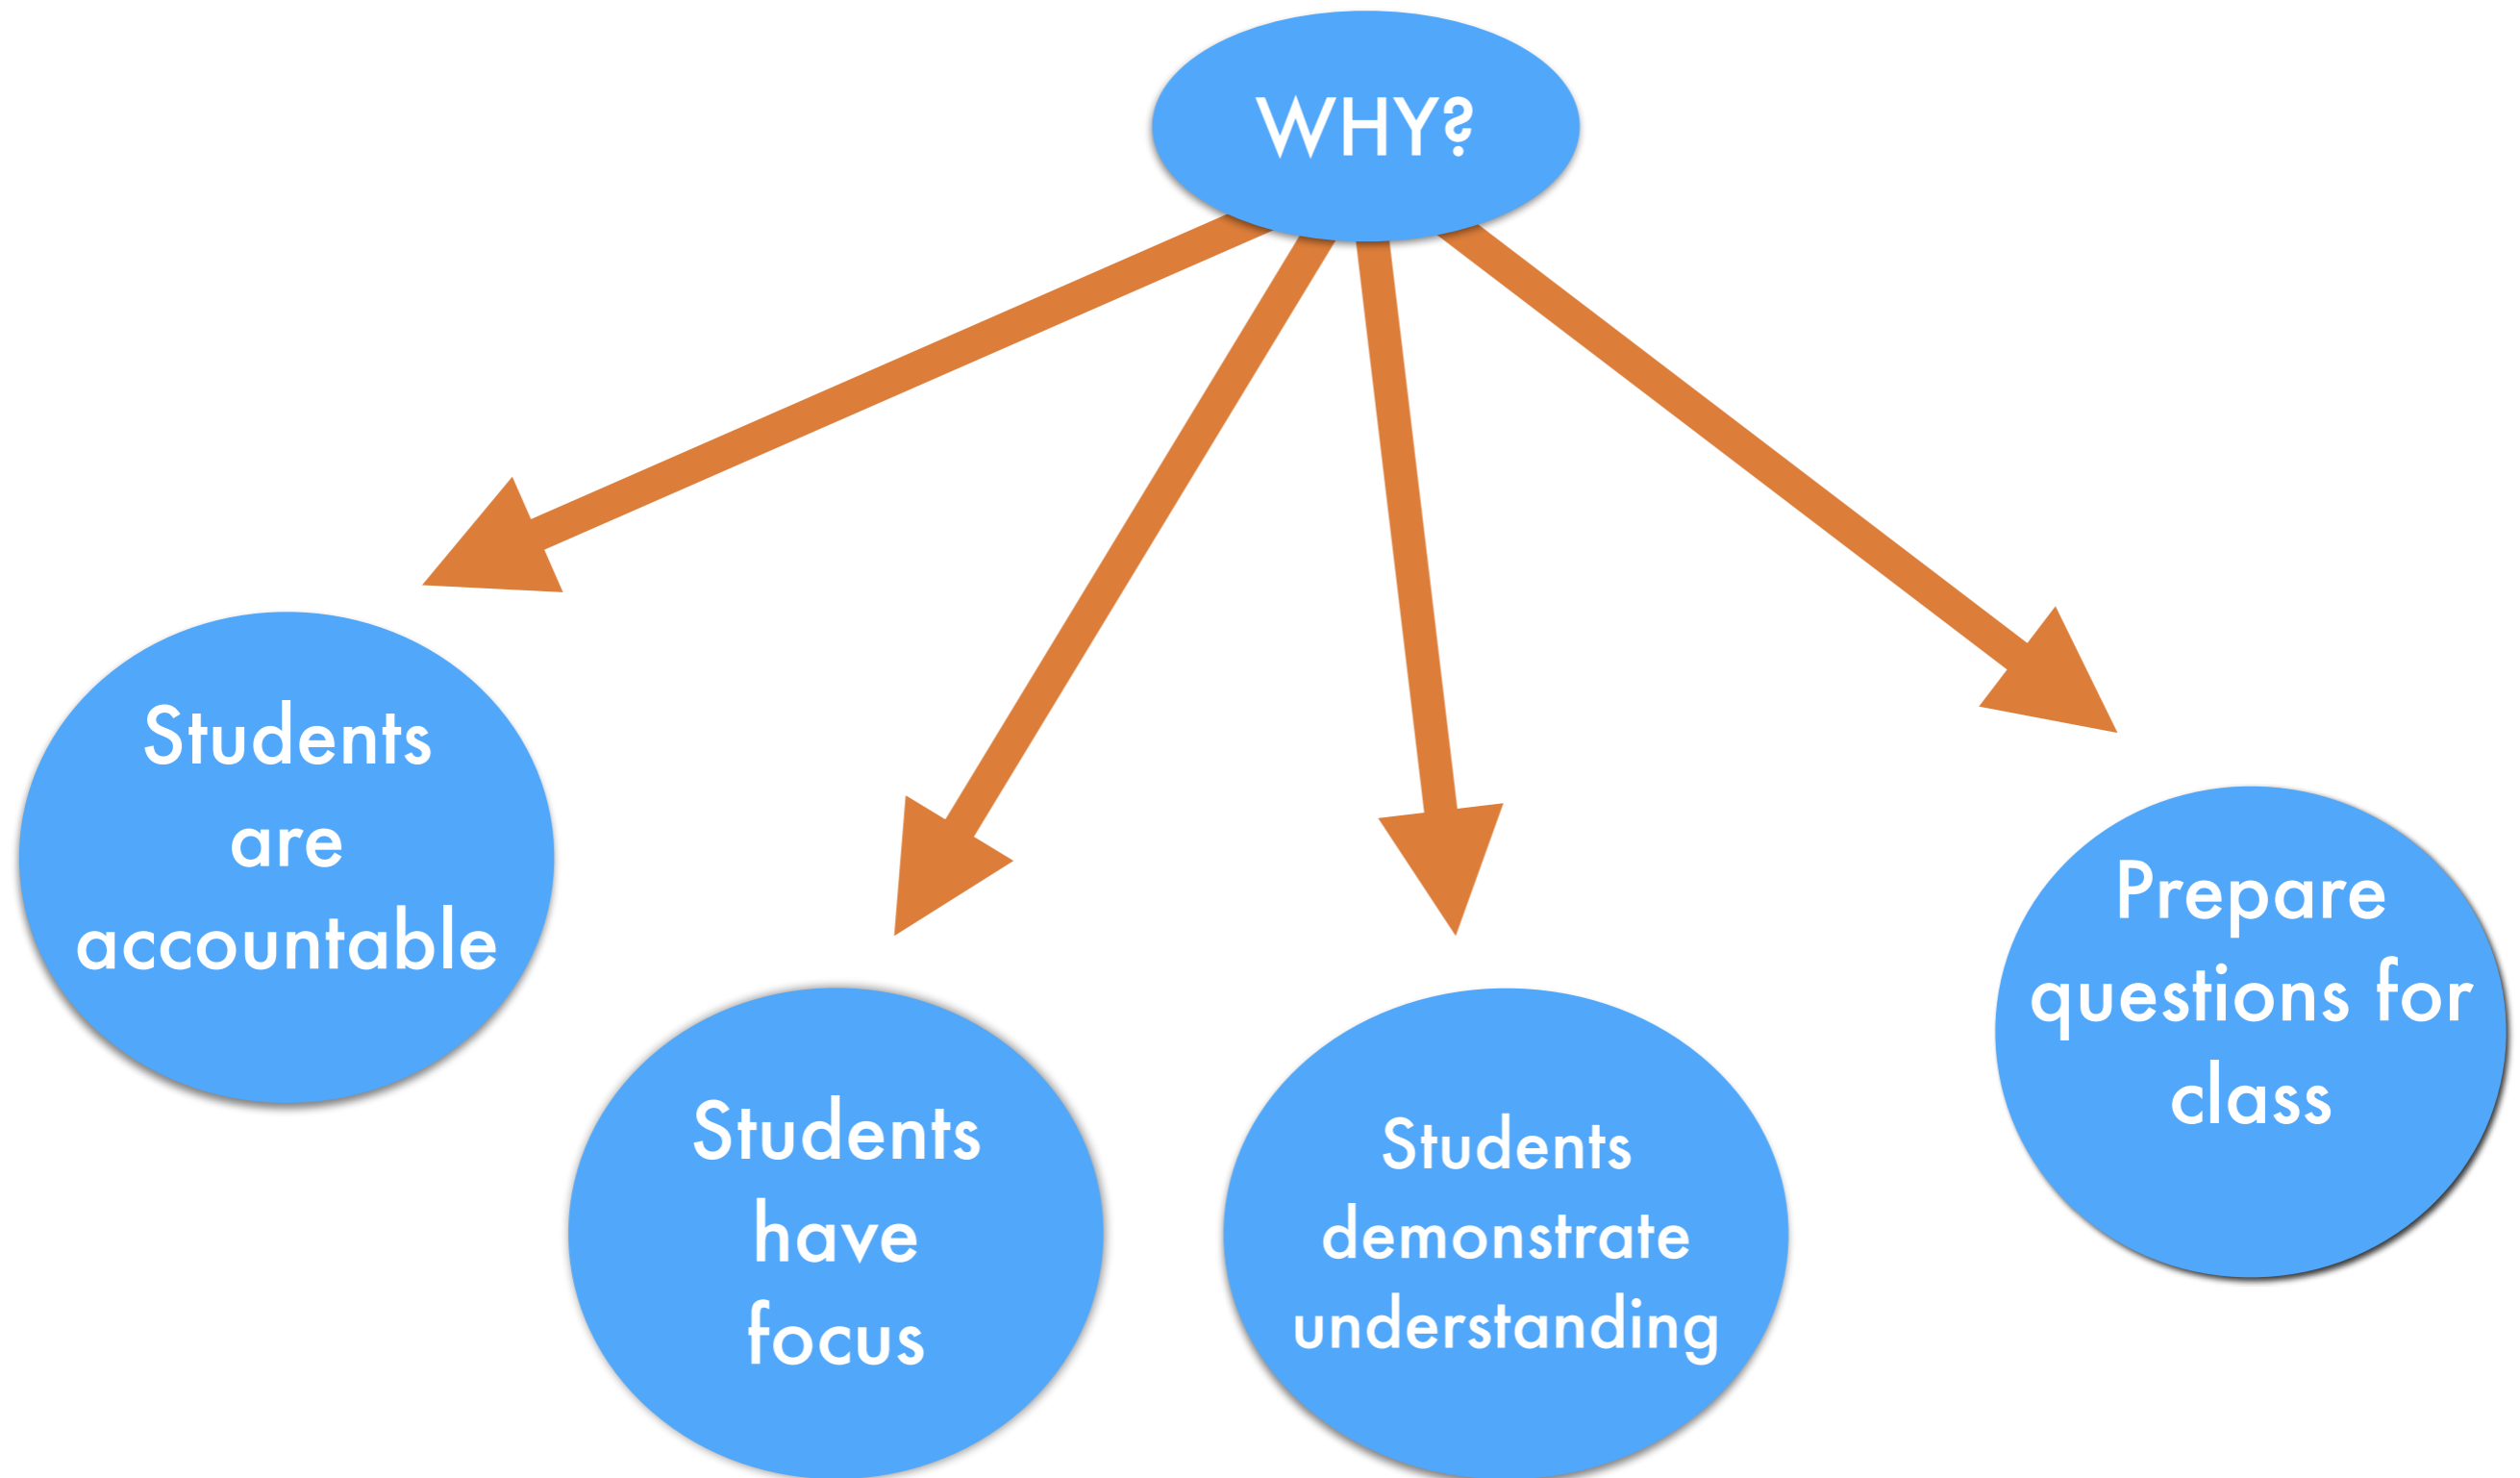 WHY?
Students
are
accountable
Students
have
focus
Students
demonstrate
understanding
Prepare
questions for
class